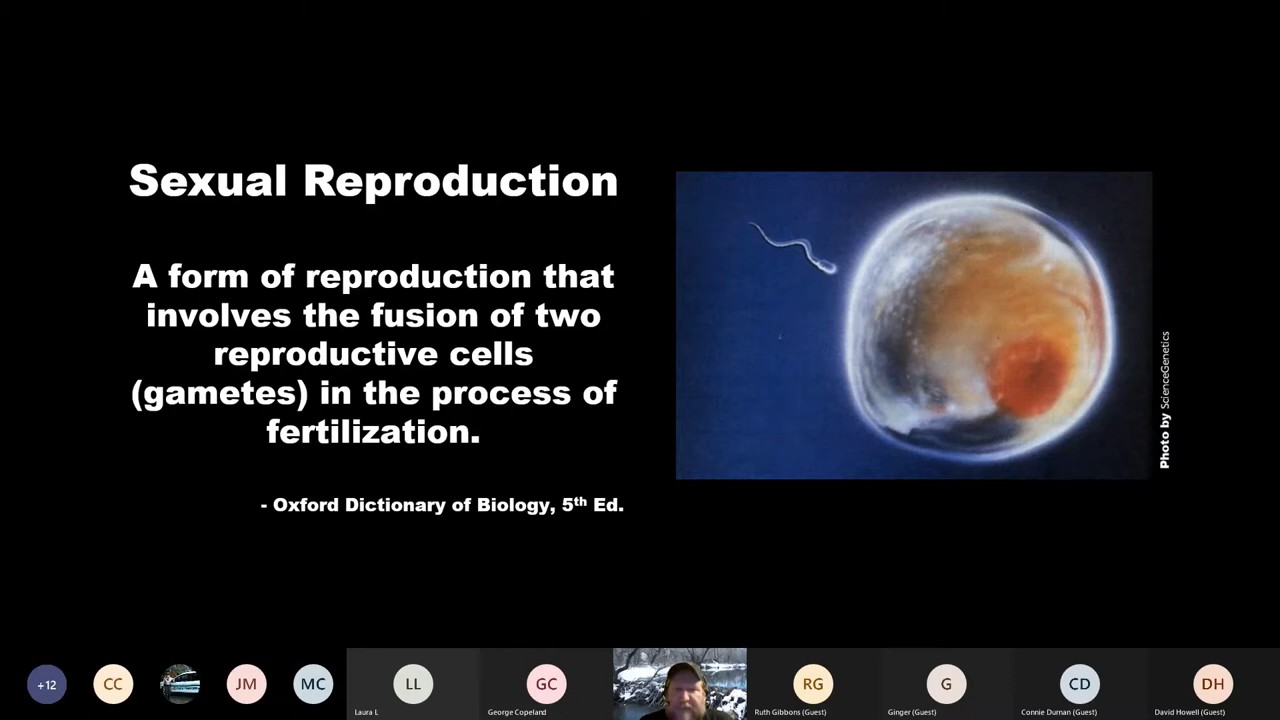 Sexual Reproduction
A form of reproduction that
involves the fusion of two
reproductive cells
(gametes) in the process of
fertilization.
- Oxford Dictionary of Biology, 5th Ed.
Photo by ScienceGenetics
+12
CC
JM
MC
LL
GC
RG
G
CD
DH
Laura L
George Copeland
Ruth Gibbons (Guest)
Ginger (Guest)
Connie Durnan (Guest)
David Howell (Guest)